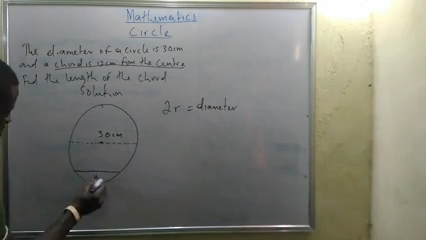 Mathematics
Circle
The diameter of a circle is 30cm
and a chord is 12cm from the centre
Find the length of the chord
Solution
2r = diameter
30cm